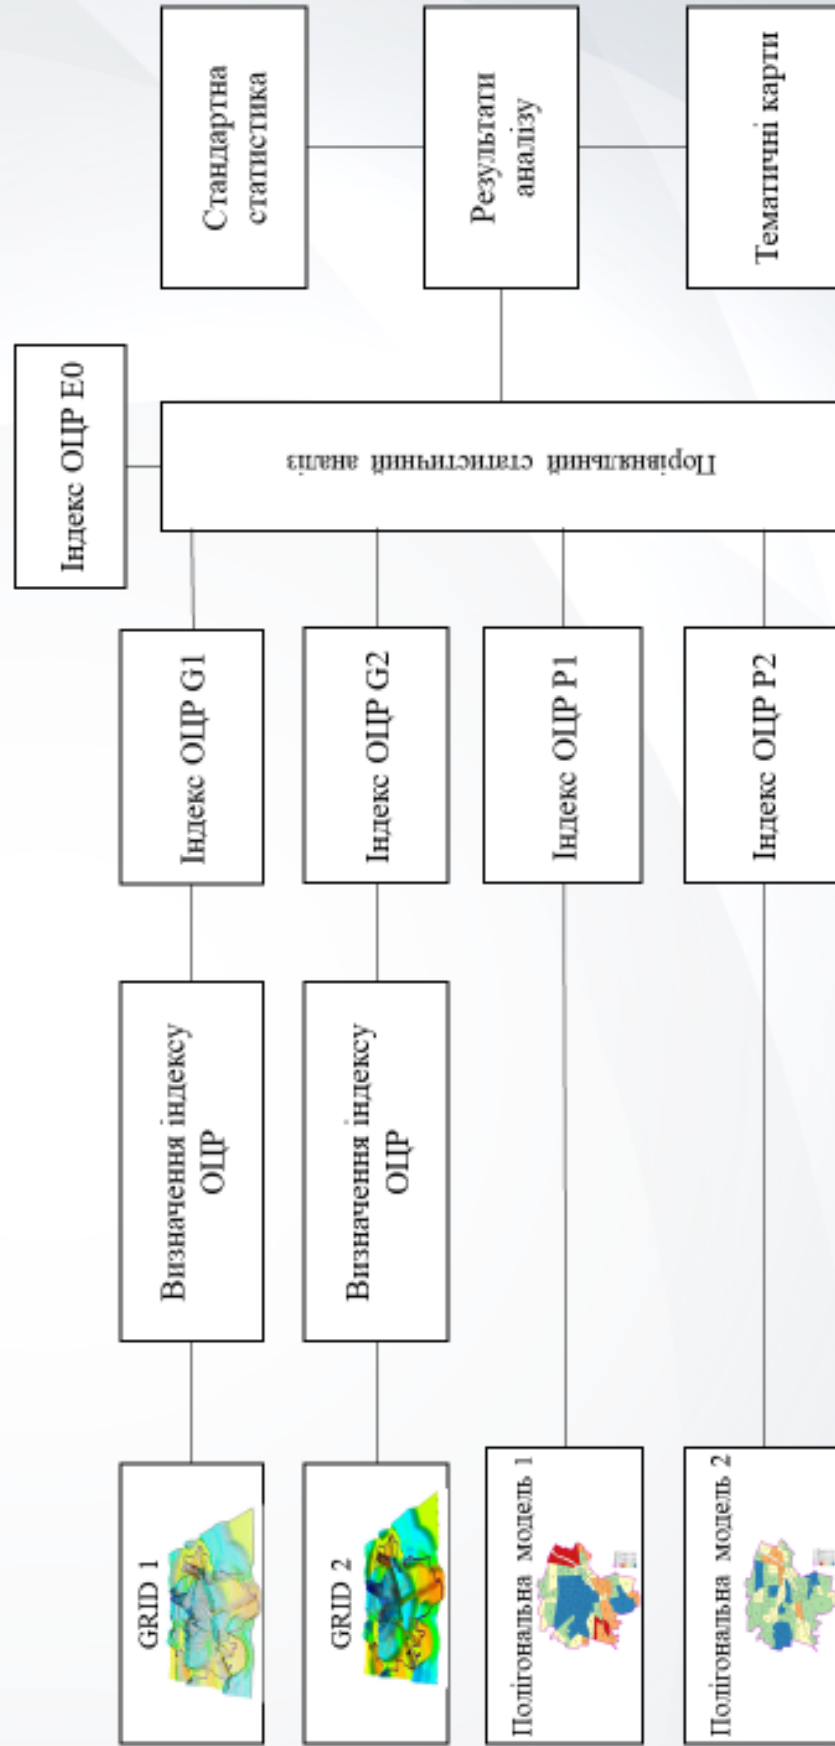 GRID 1
Визначення індексу
ОЦР
Індекс ОЦР G1
Індекс ОЦР E0
Стандартна
статистика
GRID 2
Визначення індексу
ОЦР
Індекс ОЦР G2
Порівняльний статистичний аналіз
Результати
аналізу
Полігональна модель 1
Індекс ОЦР P1
Полігональна модель 2
Індекс ОЦР P2
Тематичні карти